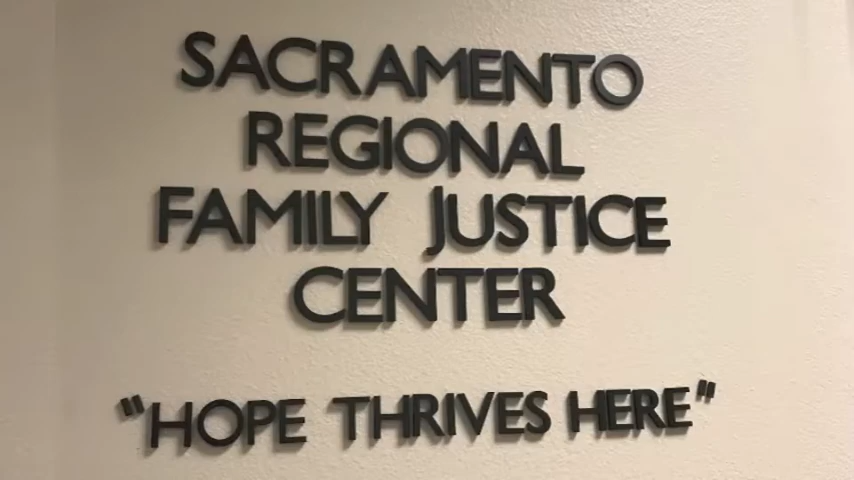 SACRAMENTO
REGIONAL
FAMILY JUSTICE
CENTER
"HOPE THRIVES HERE"